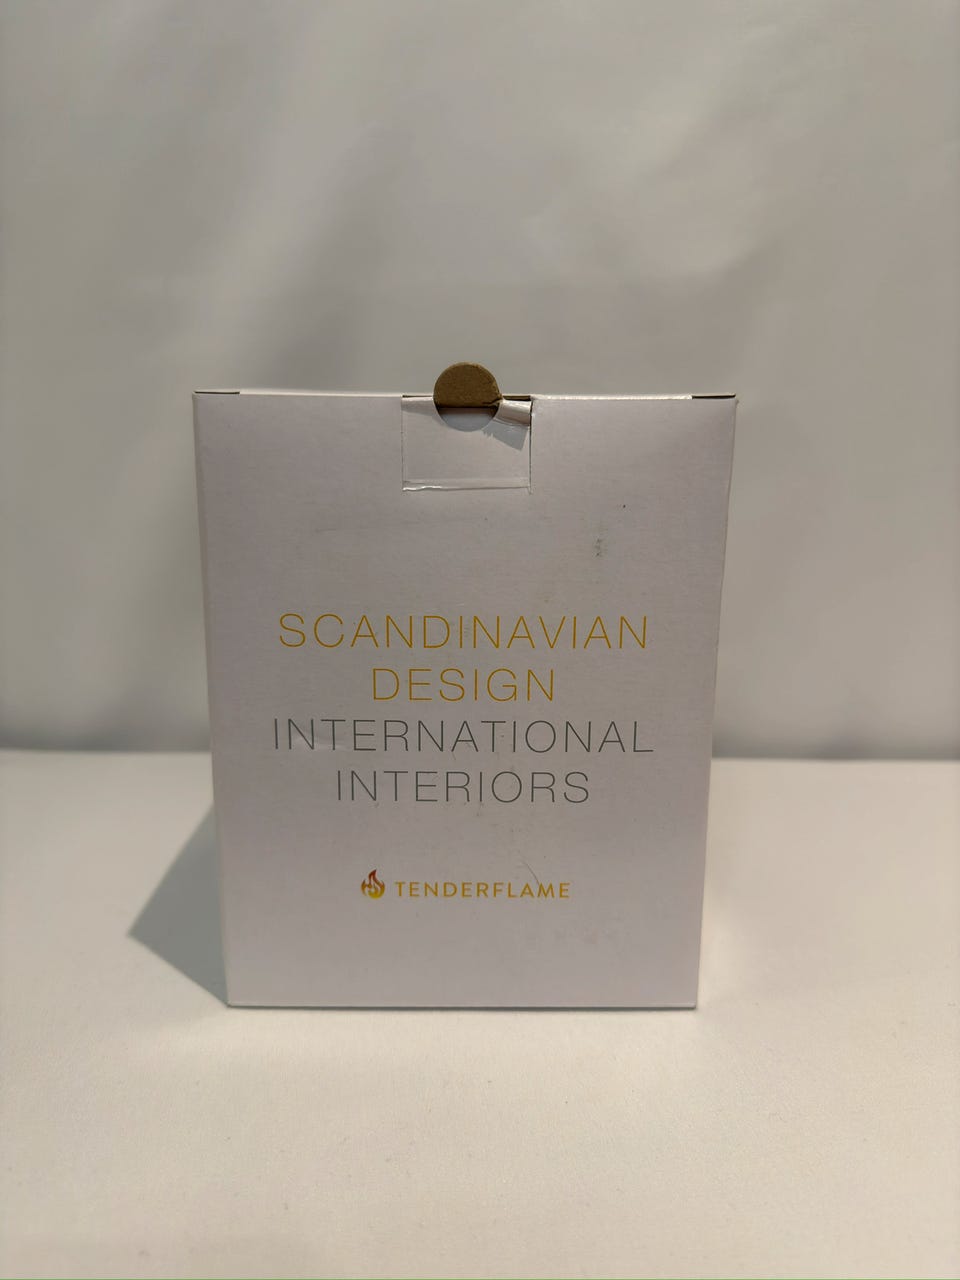 SCANDINAVIAN
DESIGN
INTERNATIONAL
INTERIORS
TENDERFLAME